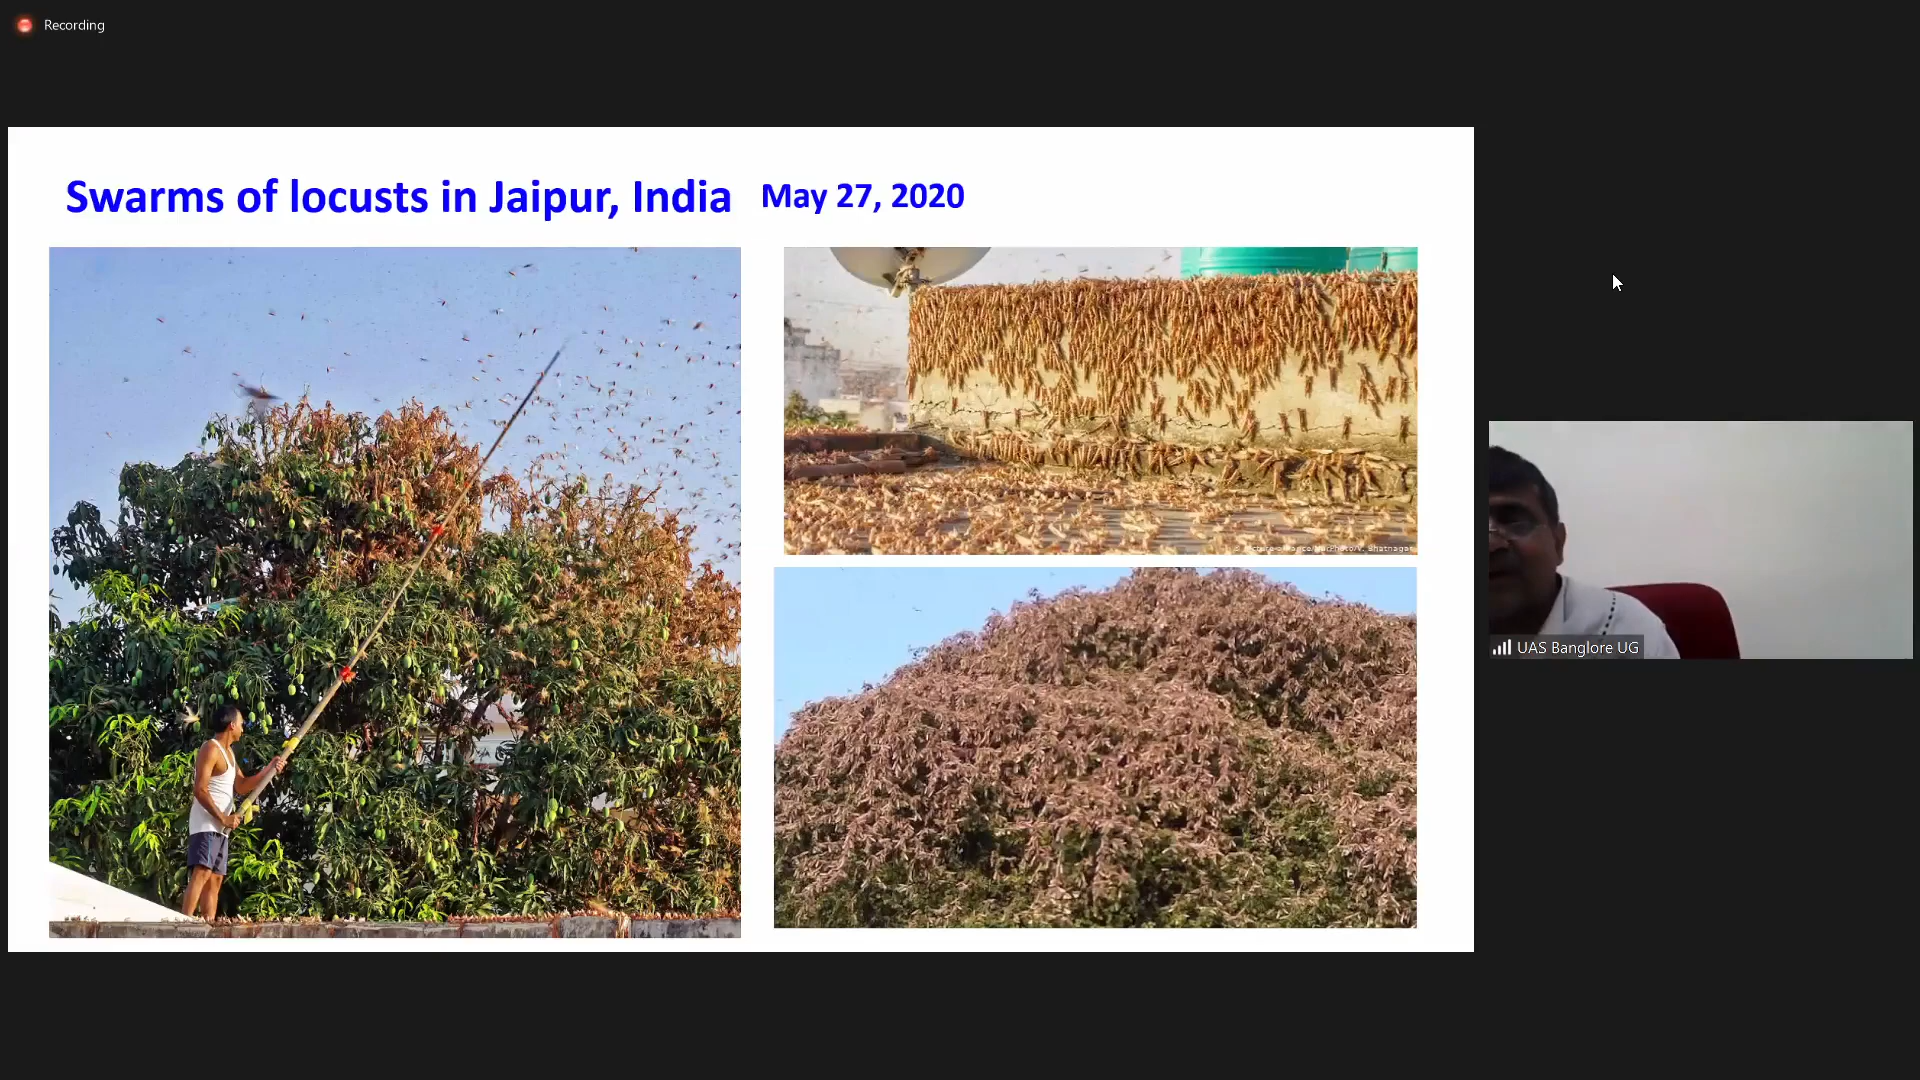 Recording
Swarms of locusts in Jaipur, India May 27, 2020
UAS Banglore UG